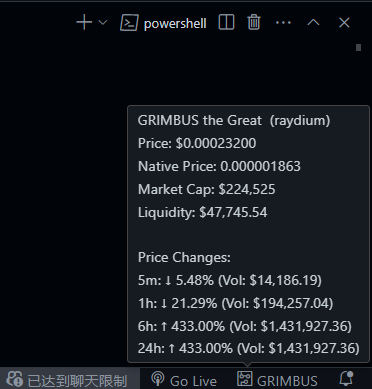 powershell
GRIMBUS the Great (raydium)
Price: $0.00023200
Native Price: 0.000001863
Market Cap: $224,525
Liquidity: $47,745.54
Price Changes:
5m: ↓ 5.48% (Vol: $14,186.19)
1h: ↓ 21.29% (Vol: $194,257.04)
6h: ↑ 433.00% (Vol: $1,431,927.36)
24h: ↑ 433.00% (Vol: $1,431,927.36)
已达到聊天限制 Go Live GRIMBUS